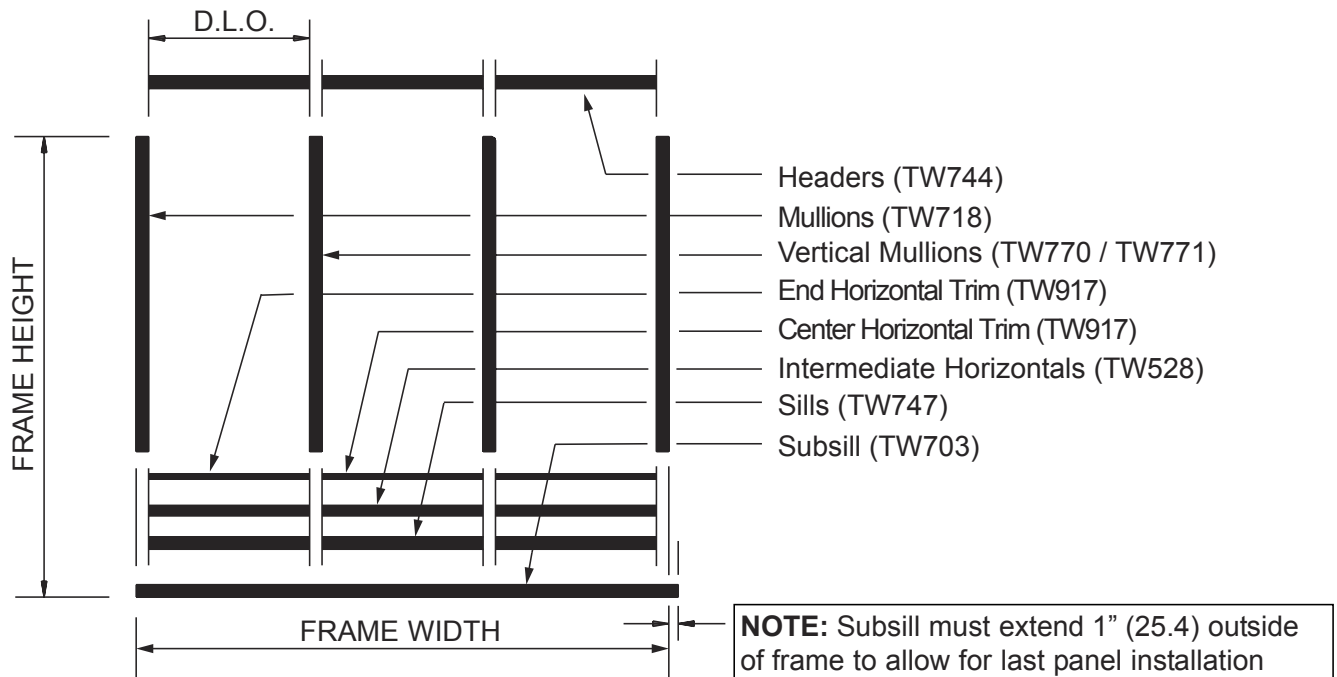 D.L.O.
FRAME HEIGHT
Headers (TW744)
Mullions (TW718)
Vertical Mullions (TW770 / TW771)
End Horizontal Trim (TW917)
Center Horizontal Trim (TW917)
Intermediate Horizontals (TW528)
Sills (TW747)
Subsill (TW703)
FRAME WIDTH
NOTE: Subsill must extend 1” (25.4) outside
of frame to allow for last panel installation